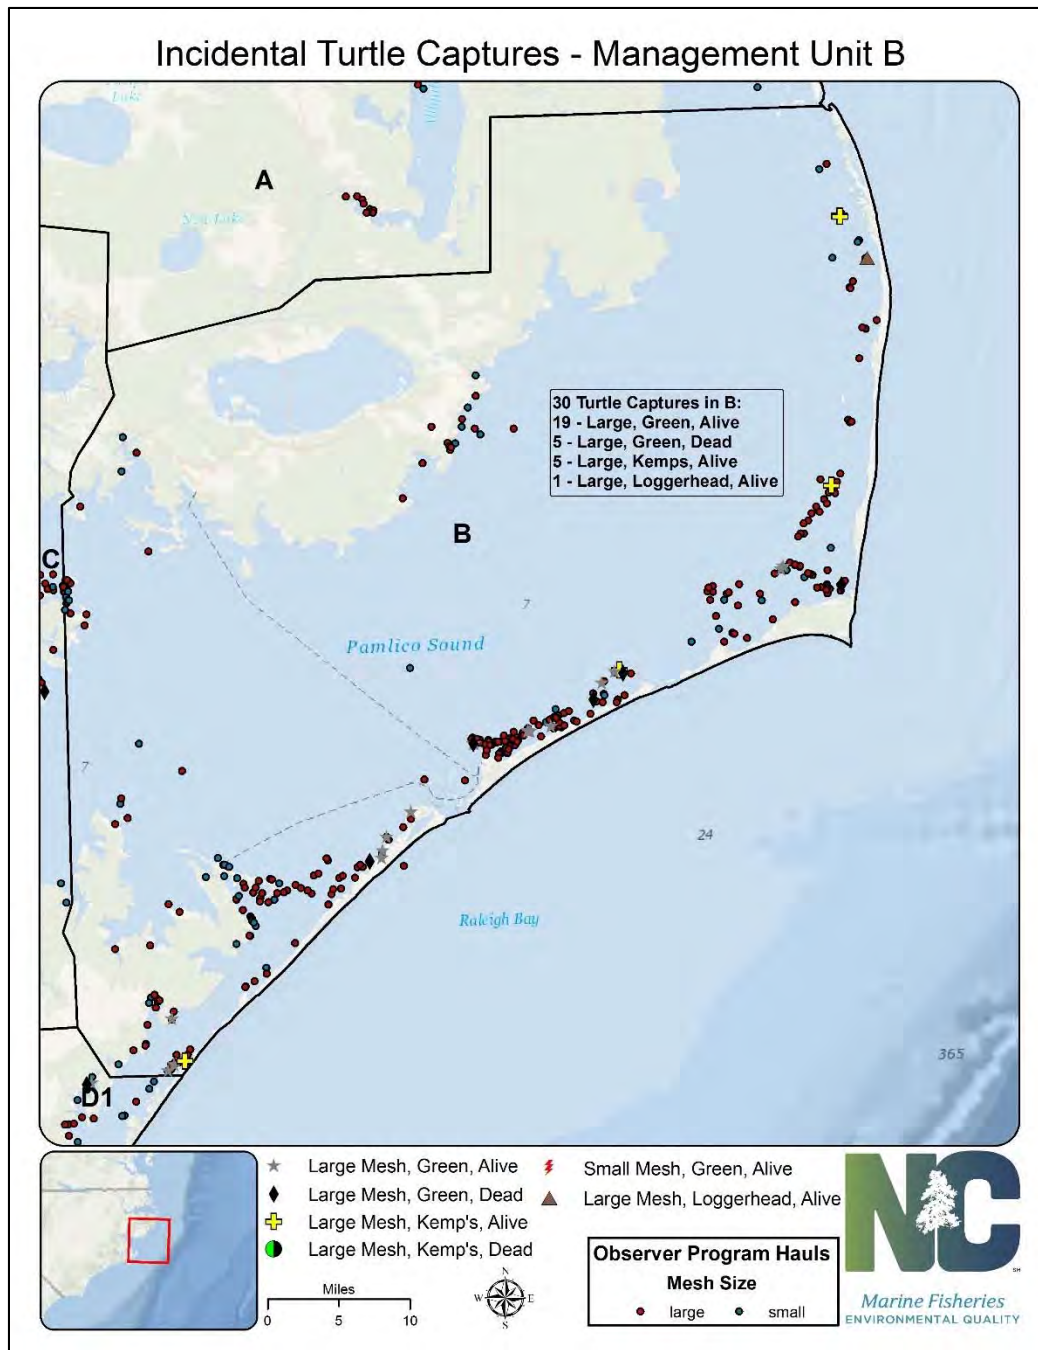 Incidental Turtle Captures - Management Unit B
Lake
A
B
C
D1
30 Turtle Captures in B:
19 - Large, Green, Alive
5 - Large, Green, Dead
5 - Large, Kemps, Alive
1 - Large, Loggerhead, Alive
7
Pamlico Sound
7
24
Raleigh Bay
365
Large Mesh, Green, Alive
Large Mesh, Green, Dead
Large Mesh, Kemp's, Alive
Large Mesh, Kemp's, Dead
Small Mesh, Green, Alive
Large Mesh, Loggerhead, Alive
Miles
0 5 10
N
W E
S
Observer Program Hauls
Mesh Size
large small
NC
SM
Marine Fisheries
ENVIRONMENTAL QUALITY